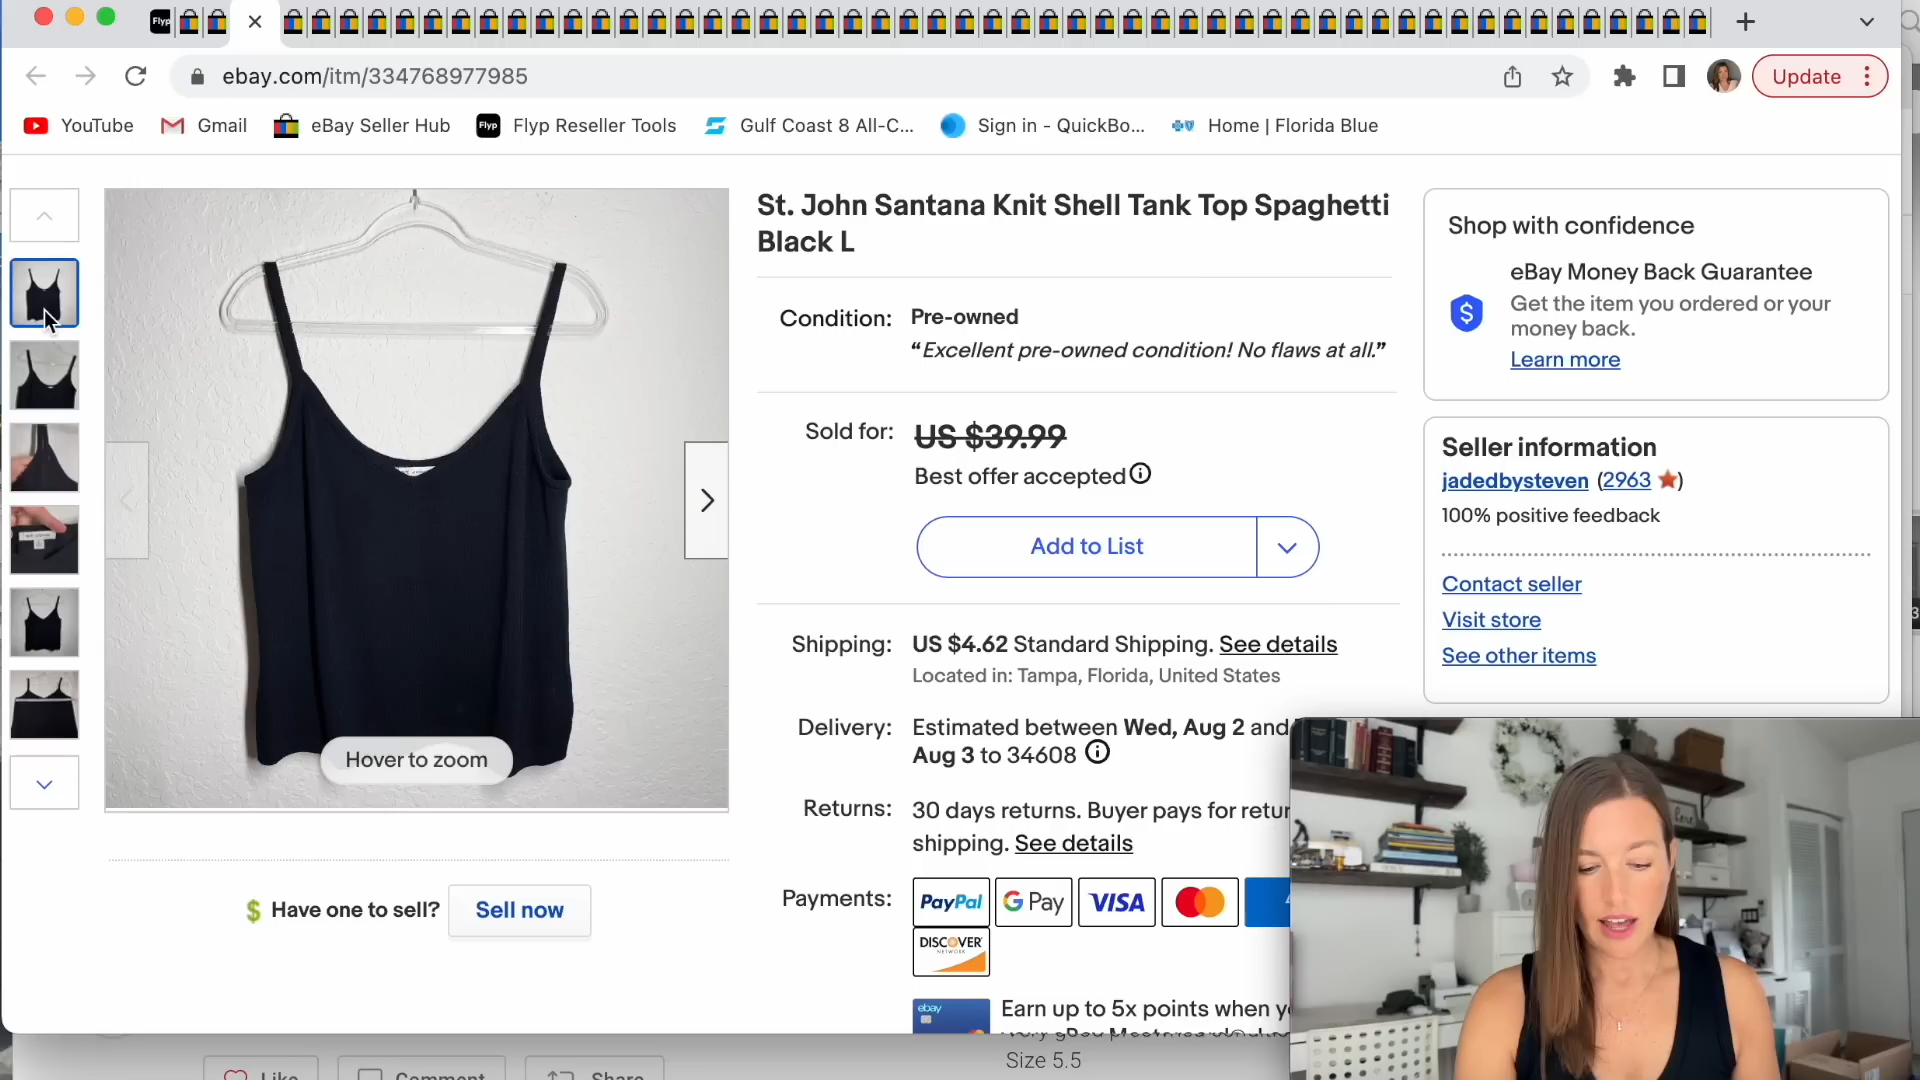 Flyp
ebay.com/itm/334768977985
Update
YouTube
Gmail
eBay Seller Hub
Flyp
Flyp Reseller Tools
Gulf Coast 8 All-C...
Sign in - QuickBo...
Home | Florida Blue
St. John Santana Knit Shell Tank Top Spaghetti
Black L
Condition:
Pre-owned
“Excellent pre-owned condition! No flaws at all.”
Sold for:
US $39.99
Best offer accepted
Add to List
Shipping:
US $4.62 Standard Shipping. See details
Located in: Tampa, Florida, United States
Delivery:
Estimated between Wed, Aug 2 and
Aug 3 to 34608
Returns:
30 days returns. Buyer pays for retur
shipping. See details
Payments:
PayPal
G Pay
VISA
DISCOVER
NETWORK
ebay
Earn up to 5x points when
Size 5.5
Hover to zoom
Have one to sell?
Sell now
Shop with confidence
eBay Money Back Guarantee
Get the item you ordered or your
money back.
Learn more
Seller information
jadedbysteven (2963)
100% positive feedback
Contact seller
Visit store
See other items
Like
Comment
Share